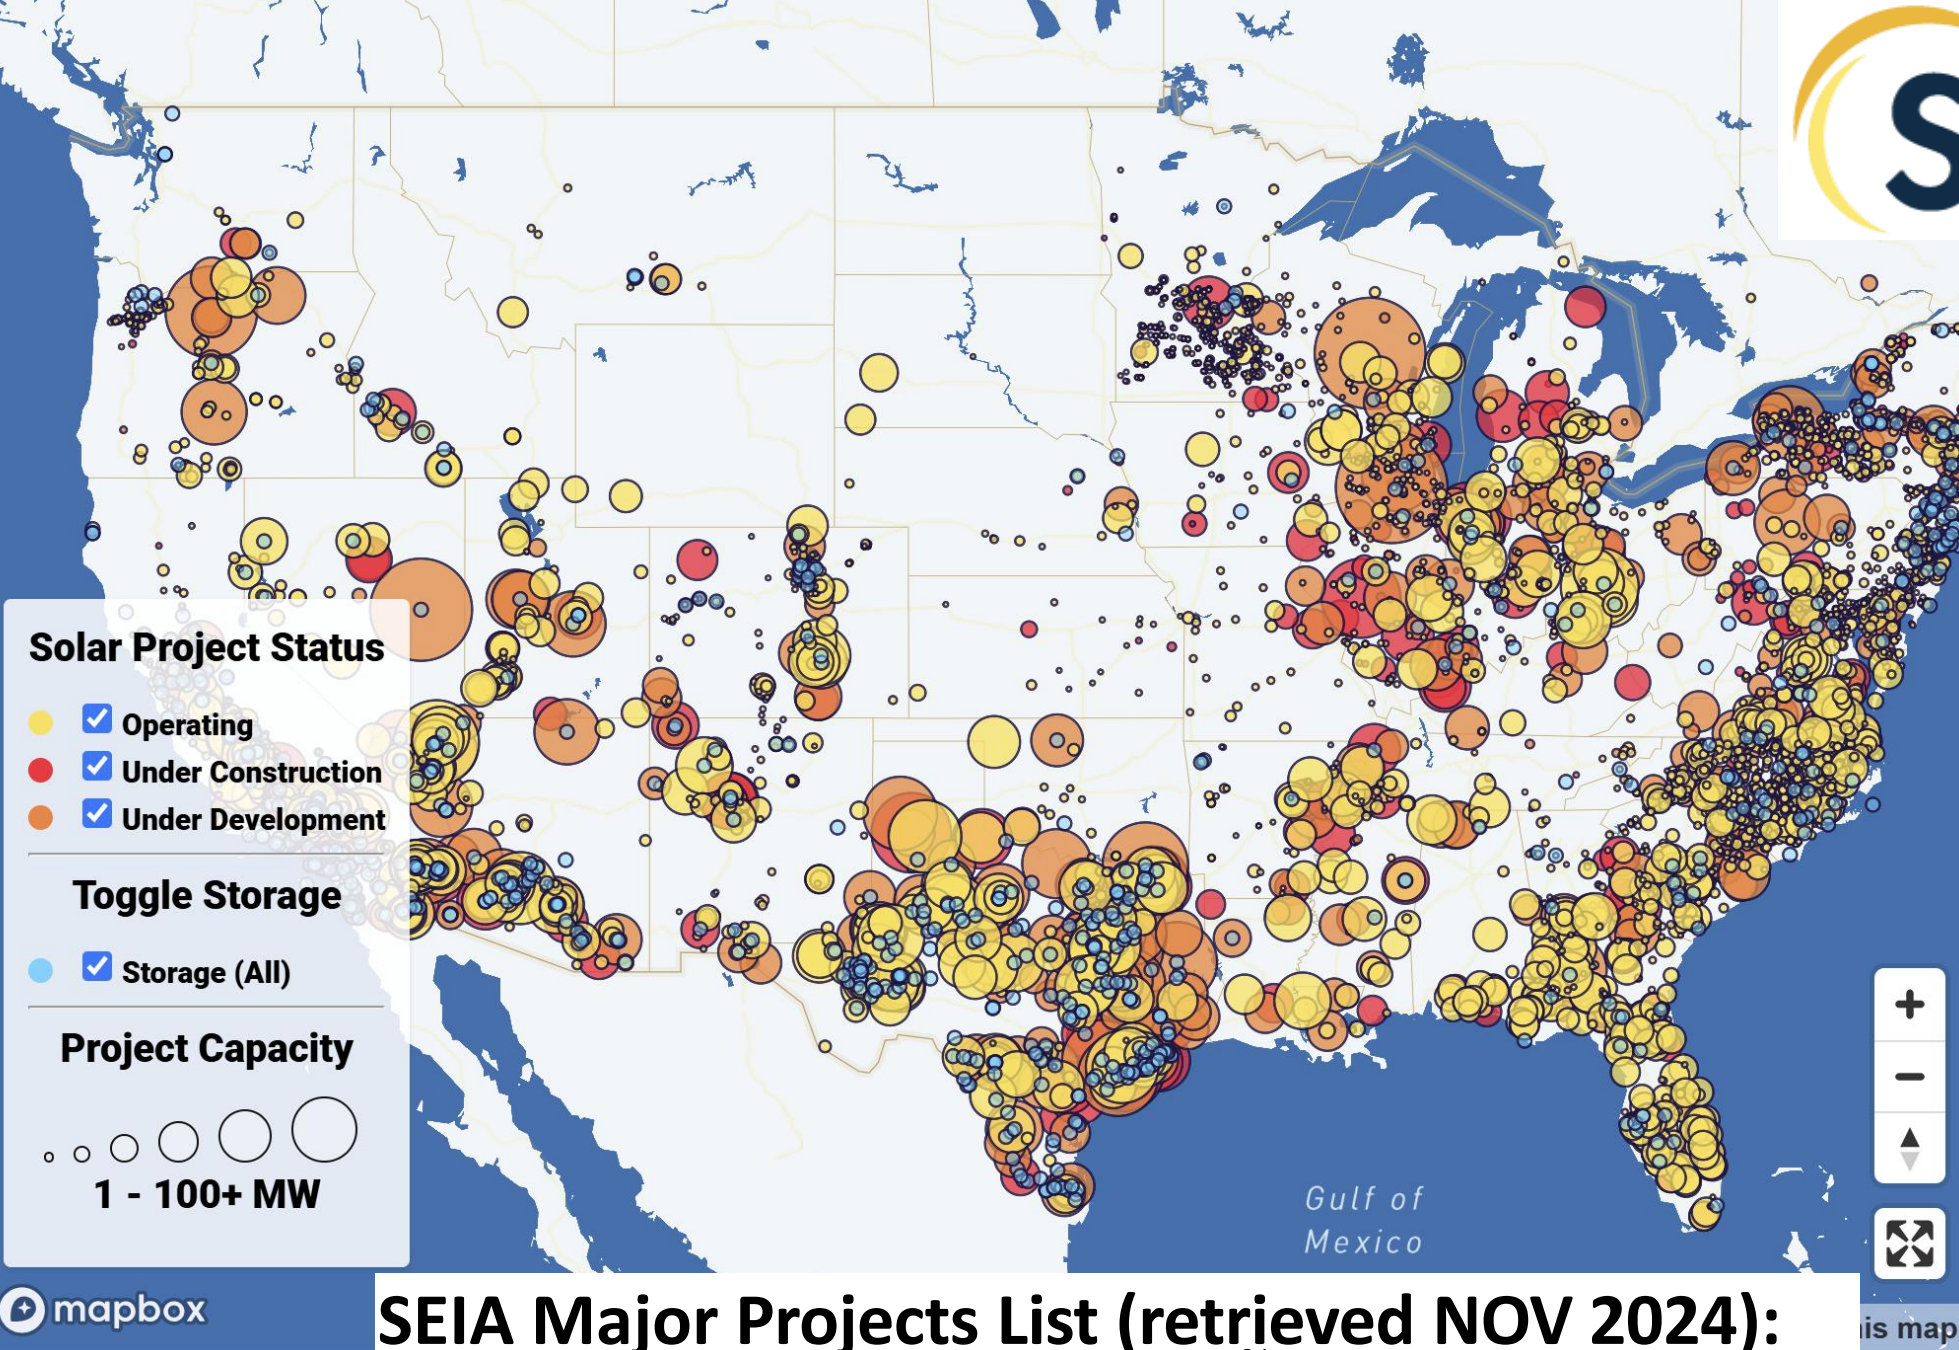 S
Solar Project Status
Operating
Under Construction
Under Development
Toggle Storage
Storage (All)
Project Capacity
1 - 100+ MW
Gulf of
Mexico
mapbox
SEIA Major Projects List (retrieved NOV 2024):
his map